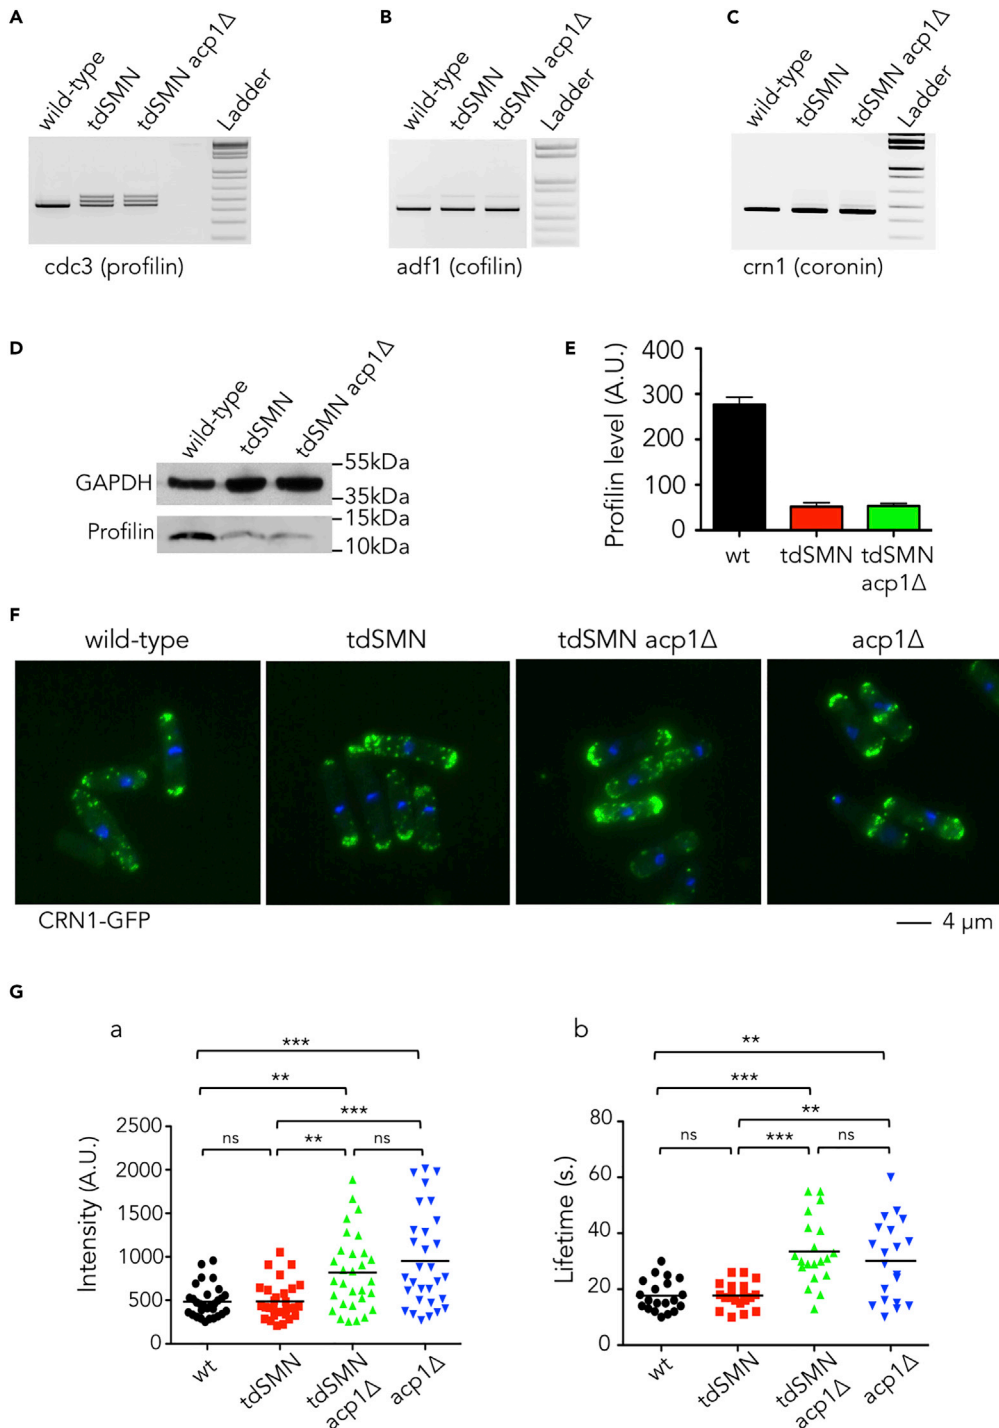 A
B
C
wild-type
tdSMN
tdSMN acp1Δ
Ladder
wild-type
tdSMN
tdSMN acp1Δ
Ladder
wild-type
tdSMN
tdSMN acp1Δ
Ladder
cdc3 (profilin)
adf1 (cofilin)
crn1 (coronin)
D
wild-type
tdSMN
tdSMN acp1Δ
GAPDH
55kDa
35kDa
Profilin
15kDa
10kDa
E
Profilin level (A.U.)
400
300
200
100
0
wt
tdSMN
tdSMN
acp1Δ
F
wild-type
tdSMN
tdSMN acp1Δ
acp1Δ
CRN1-GFP
4 µm
G
a
***
**
***
ns
**
ns
Intensity (A.U.)
2500
2000
1500
1000
500
0
wt
tdSMN
tdSMN
acp1Δ
acp1Δ
b
**
***
**
ns
***
ns
Lifetime (s.)
80
60
40
20
0
wt
tdSMN
tdSMN
acp1Δ
acp1Δ